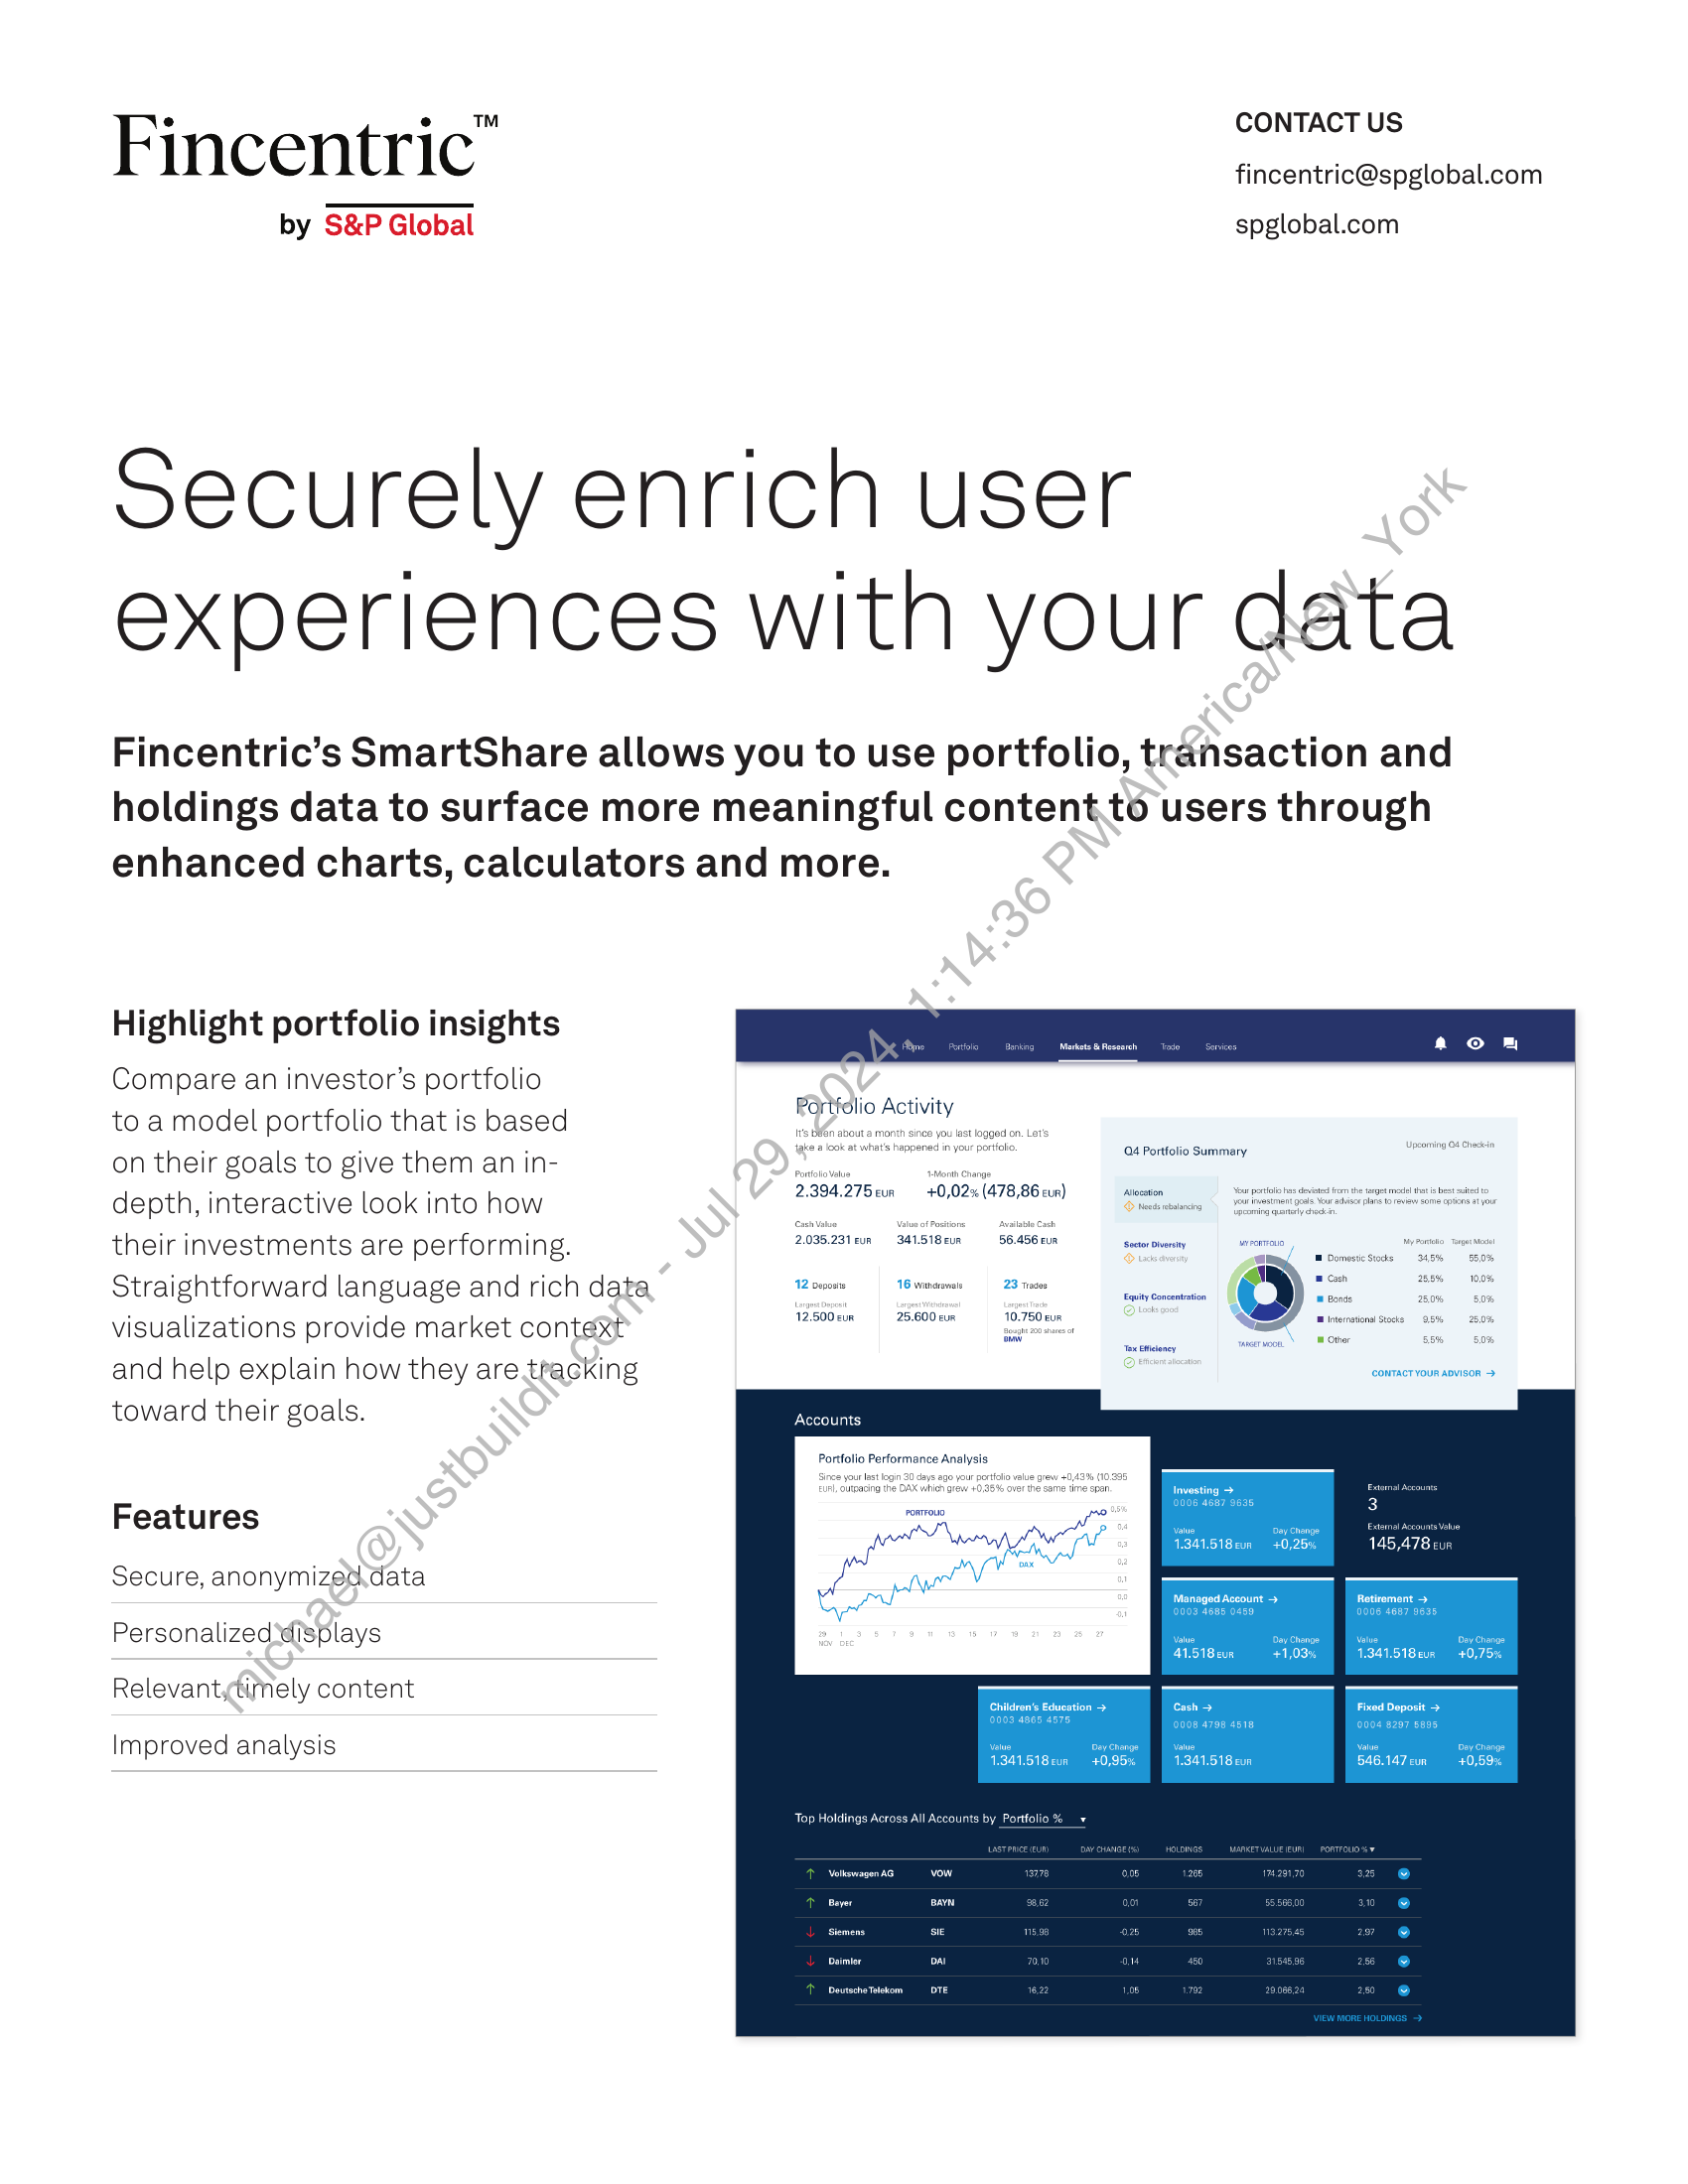 Fincentric™
by S&P Global
CONTACT US
fincentric@spglobal.com
spglobal.com
Securely enrich user
experiences with your data
Fincentric’s SmartShare allows you to use portfolio, transaction and
holdings data to surface more meaningful content to users through
enhanced charts, calculators and more.
Highlight portfolio insights
Compare an investor’s portfolio
to a model portfolio that is based
on their goals to give them an in-
depth, interactive look into how
their investments are performing.
Straightforward language and rich data
visualizations provide market context
and help explain how they are tracking
toward their goals.
Features
Secure, anonymized data
Personalized displays
Relevant, timely content
Improved analysis
Home Portfolio Banking Markets & Research Trade Services
Portfolio Activity
It's been about a month since you last logged on. Let's
take a look at what's happened in your portfolio.
Portfolio Value 1-Month Change
2.394.275 EUR +0,02% (478,86 EUR)
Cash Value Value of Positions Available Cash
2.035.231 EUR 341.518 EUR 56.456 EUR
12 Deposits 16 Withdrawals 23 Trades
Largest Deposit Largest Withdrawal Largest Trade
12.500 EUR 25.600 EUR 10.750 EUR
Bought 200 shares of
BMW
Q4 Portfolio Summary Upcoming Q4 Check-in
Allocation
Needs rebalancing
Sector Diversity
Lacks diversity
Equity Concentration
Looks good
Tax Efficiency
Efficient allocation
Your portfolio has deviated from the target model that is best suited to
your investment goals. Your advisor plans to review some options at your
upcoming quarterly check-in.
MY PORTFOLIO
TARGET MODEL
My Portfolio Target Model
Domestic Stocks 34,5% 55,0%
Cash 25,5% 10,0%
Bonds 25,0% 5,0%
International Stocks 9,5% 25,0%
Other 5,5% 5,0%
CONTACT YOUR ADVISOR →
Accounts
Portfolio Performance Analysis
Since your last login 30 days ago your portfolio value grew +0,43% (10.395
EUR), outpacing the DAX which grew +0,35% over the same time span.
PORTFOLIO
DAX
0,5%
0,4
0,3
0,2
0,1
0,0
-0,1
29 1 3 5 7 9 11 13 15 17 19 21 23 25 27
NOV DEC
Investing →
0006 4687 9635
Value Day Change
1.341.518 EUR +0,25%
External Accounts
3
External Accounts Value
145,478 EUR
Managed Account →
0003 4685 0459
Value Day Change
41.518 EUR +1,03%
Retirement →
0006 4687 9635
Value Day Change
1.341.518 EUR +0,75%
Children's Education →
0003 4865 4575
Value Day Change
1.341.518 EUR +0,95%
Cash →
0008 4798 4518
Value
1.341.518 EUR
Fixed Deposit →
0004 8297 5895
Value Day Change
546.147 EUR +0,59%
Top Holdings Across All Accounts by Portfolio % ▼
LAST PRICE (EUR) DAY CHANGE (%) HOLDINGS MARKET VALUE (EUR) PORTFOLIO % ▼
↑ Volkswagen AG VOW 137,78 0,05 1.265 174.291,70 3,25
↑ Bayer BAYN 98,62 0,01 567 55.566,00 3,10
↓ Siemens SIE 115,98 -0,25 985 113.275,45 2,97
↓ Daimler DAI 70,10 -0,14 450 31.545,96 2,56
↑ Deutsche Telekom DTE 16,22 1,05 1.792 29.066,24 2,50
VIEW MORE HOLDINGS →
michael@justbuildit.com - Jul 29, 2024, 1:14:36 PM America/New_York